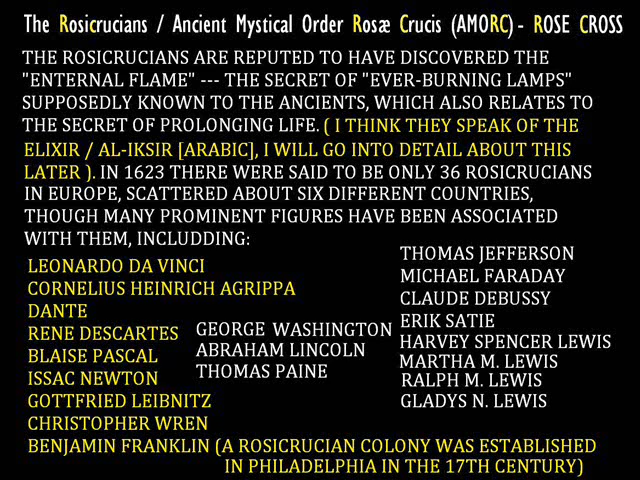 The Rosicrucians / Ancient Mystical Order Rosæ Crucis (AMORC) - ROSE CROSS
THE ROSICRUCIANS ARE REPUTED TO HAVE DISCOVERED THE
"ENTERNAL FLAME" --- THE SECRET OF "EVER-BURNING LAMPS"
SUPPOSEDLY KNOWN TO THE ANCIENTS, WHICH ALSO RELATES TO
THE SECRET OF PROLONGING LIFE. ( I THINK THEY SPEAK OF THE
ELIXIR / AL-IKSIR [ARABIC], I WILL GO INTO DETAIL ABOUT THIS
LATER ). IN 1623 THERE WERE SAID TO BE ONLY 36 ROSICRUCIANS
IN EUROPE, SCATTERED ABOUT SIX DIFFERENT COUNTRIES,
THOUGH MANY PROMINENT FIGURES HAVE BEEN ASSOCIATED
WITH THEM, INCLUDDING:
LEONARDO DA VINCI
CORNELIUS HEINRICH AGRIPPA
DANTE
RENE DESCARTES
BLAISE PASCAL
ISSAC NEWTON
GOTTFRIED LEIBNITZ
CHRISTOPHER WREN
BENJAMIN FRANKLIN (A ROSICRUCIAN COLONY WAS ESTABLISHED
IN PHILADELPHIA IN THE 17TH CENTURY)
GEORGE WASHINGTON
ABRAHAM LINCOLN
THOMAS PAINE
THOMAS JEFFERSON
MICHAEL FARADAY
CLAUDE DEBUSSY
ERIK SATIE
HARVEY SPENCER LEWIS
MARTHA M. LEWIS
RALPH M. LEWIS
GLADYS N. LEWIS